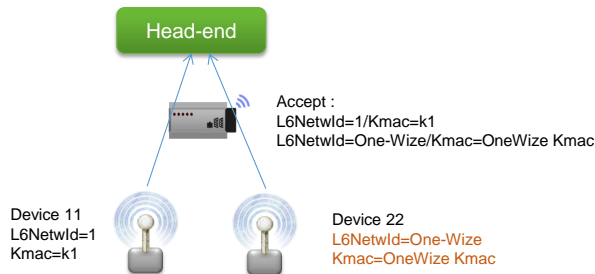 Head-end
Accept :
L6NetwId=1/Kmac=k1
L6NetwId=One-Wize/Kmac=OneWize Kmac
Device 11
L6NetwId=1
Kmac=k1
Device 22
L6NetwId=One-Wize
Kmac=OneWize Kmac